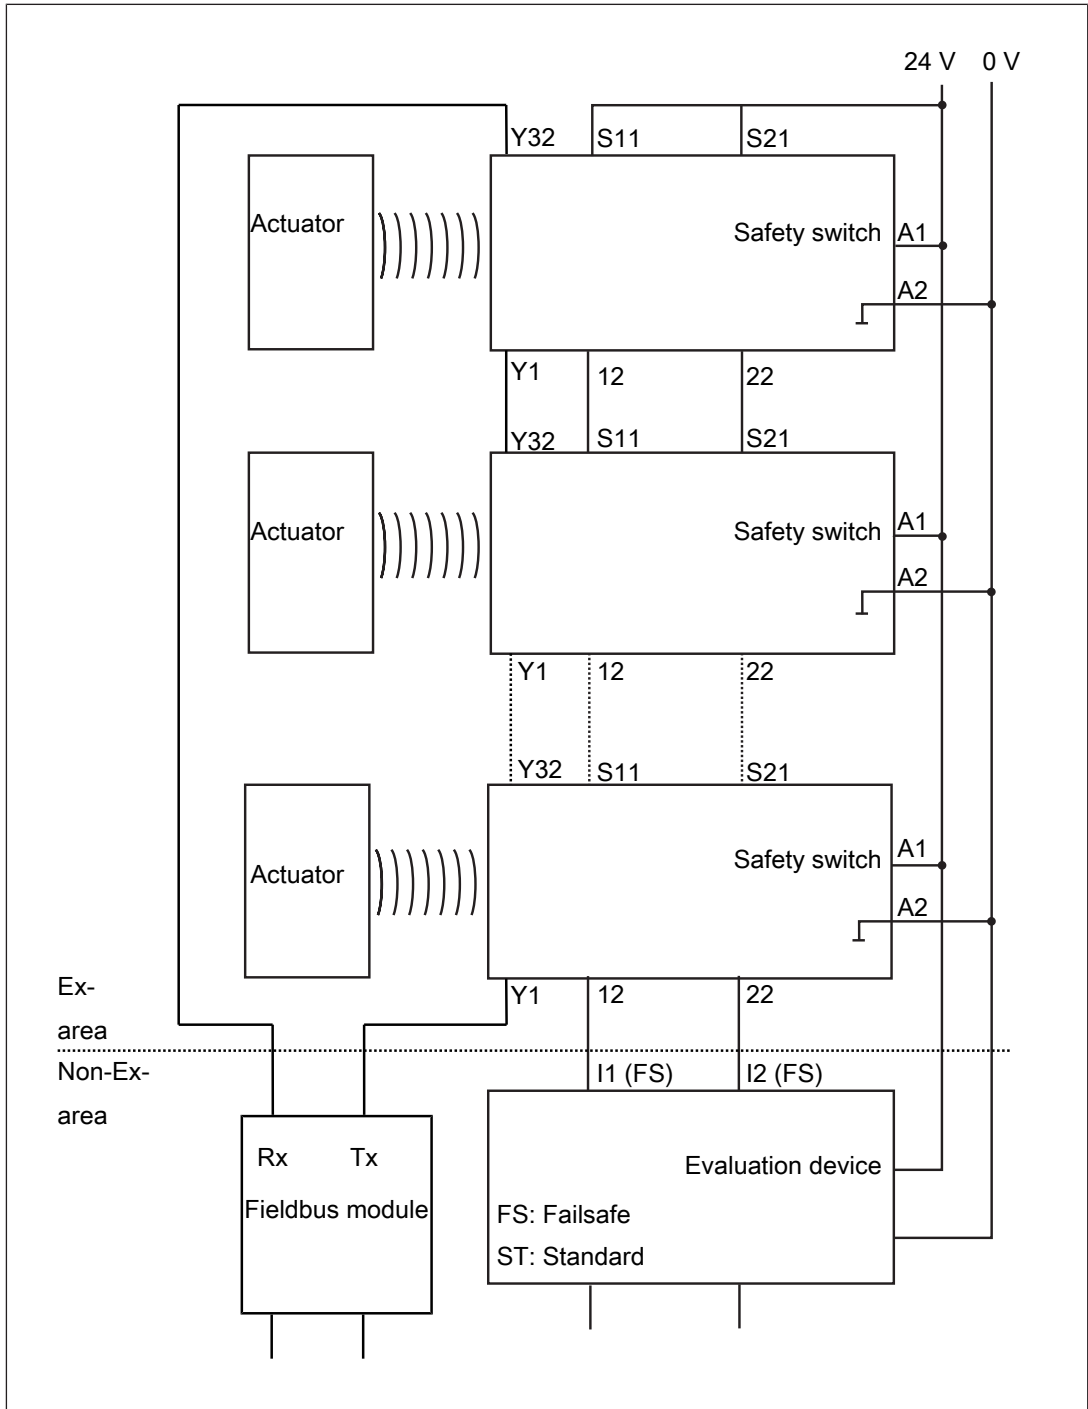 24 V 0 V
Y32 S11 S21
Actuator
Safety switch
A1
A2
Y1 12 22
Y32 S11 S21
Actuator
Safety switch
A1
A2
Y1 12 22
Y32 S11 S21
Actuator
Safety switch
A1
A2
Ex-
area
Y1 12 22
Non-Ex-
area
I1 (FS) I2 (FS)
Rx Tx
Fieldbus module
Evaluation device
FS: Failsafe
ST: Standard